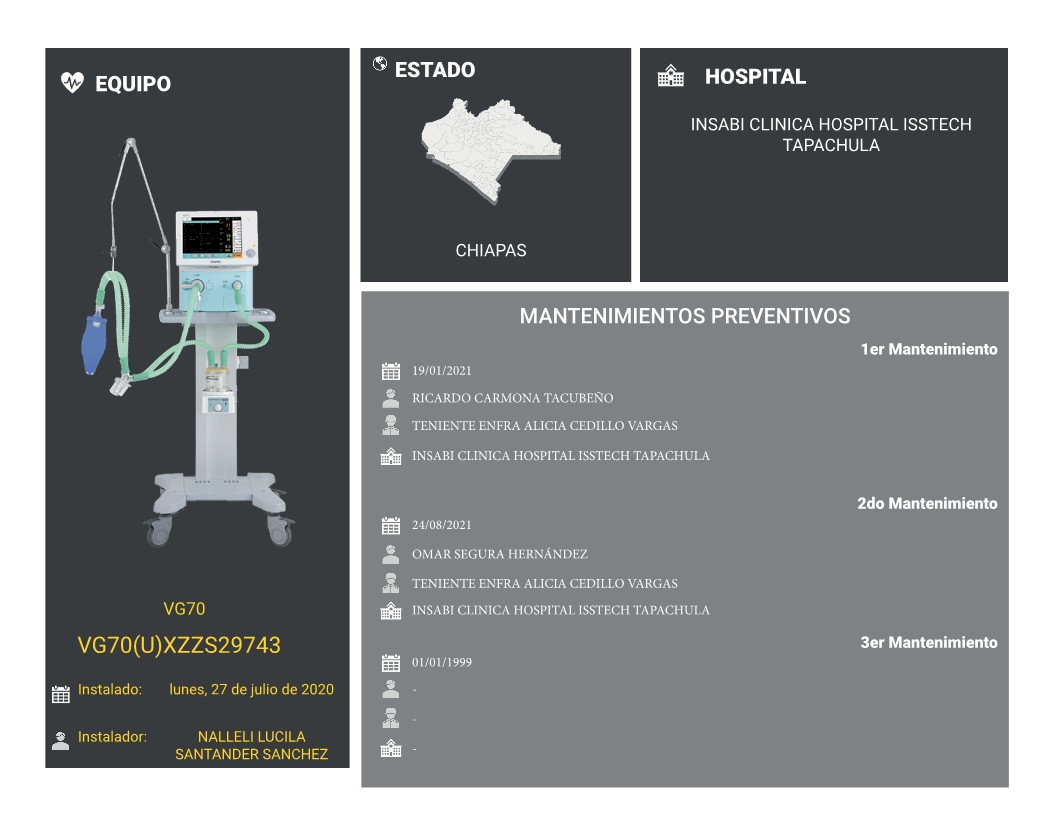 EQUIPO
VG70
VG70(U)XZZS29743
Instalado: lunes, 27 de julio de 2020
Instalador: NALLELI LUCILA
SANTANDER SANCHEZ
ESTADO
CHIAPAS
HOSPITAL
INSABI CLINICA HOSPITAL ISSTECH
TAPACHULA
MANTENIMIENTOS PREVENTIVOS
1er Mantenimiento
19/01/2021
RICARDO CARMONA TACUBEÑO
TENIENTE ENFRA ALICIA CEDILLO VARGAS
INSABI CLINICA HOSPITAL ISSTECH TAPACHULA
2do Mantenimiento
24/08/2021
OMAR SEGURA HERNÁNDEZ
TENIENTE ENFRA ALICIA CEDILLO VARGAS
INSABI CLINICA HOSPITAL ISSTECH TAPACHULA
3er Mantenimiento
01/01/1999
-
-
-